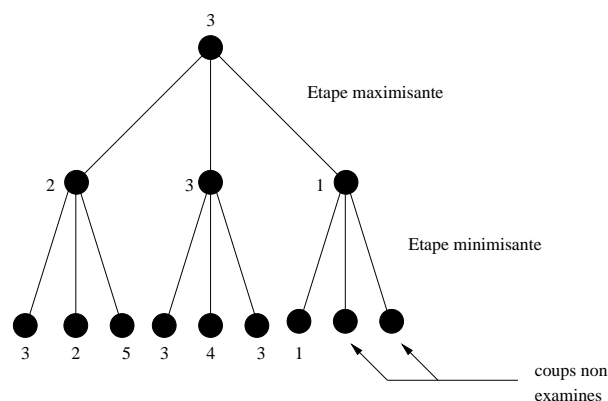 3
Etape maximisante
2 3 1
Etape minimisante
3 2 5 3 4 3 1
coups non
examines